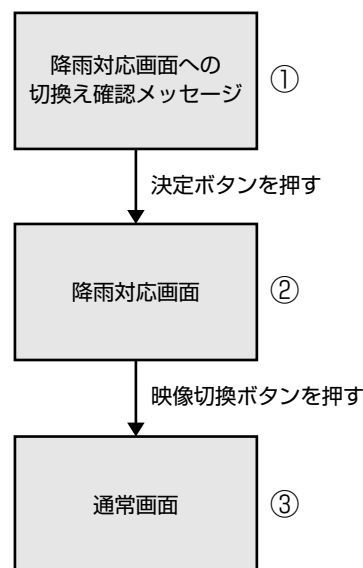 降雨対応画面への
切換え確認メッセージ
①
決定ボタンを押す
降雨対応画面
②
映像切換ボタンを押す
通常画面
③